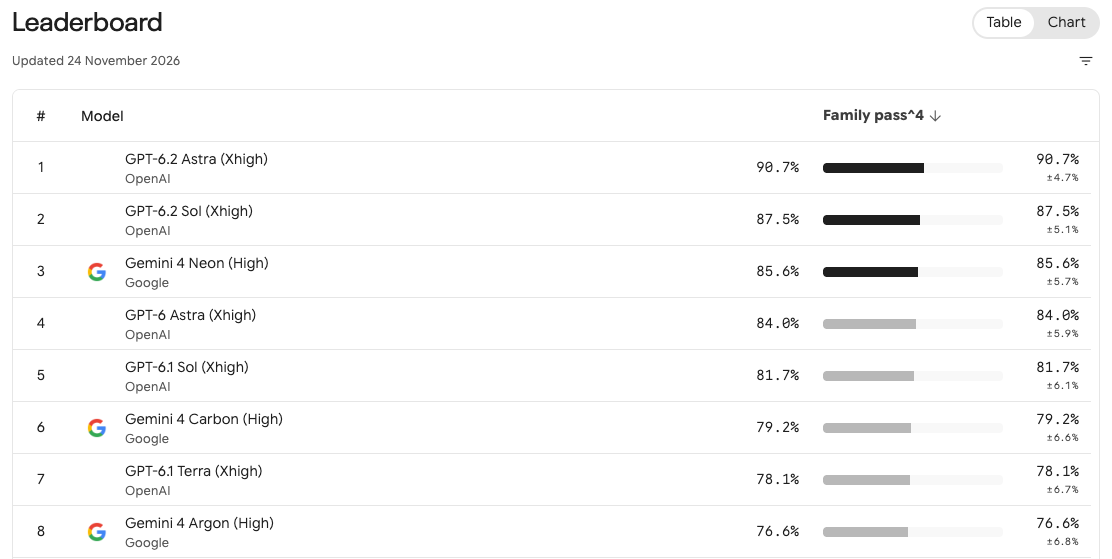 Leaderboard
Table Chart
Updated 24 November 2026
# Model Family pass^4 ↓
1 GPT-6.2 Astra (Xhigh) 90.7% 90.7%
OpenAI ±4.7%
2 GPT-6.2 Sol (Xhigh) 87.5% 87.5%
OpenAI ±5.1%
3 Gemini 4 Neon (High) 85.6% 85.6%
Google ±5.7%
4 GPT-6 Astra (Xhigh) 84.0% 84.0%
OpenAI ±5.9%
5 GPT-6.1 Sol (Xhigh) 81.7% 81.7%
OpenAI ±6.1%
6 Gemini 4 Carbon (High) 79.2% 79.2%
Google ±6.6%
7 GPT-6.1 Terra (Xhigh) 78.1% 78.1%
OpenAI ±6.7%
8 Gemini 4 Argon (High) 76.6% 76.6%
Google ±6.8%